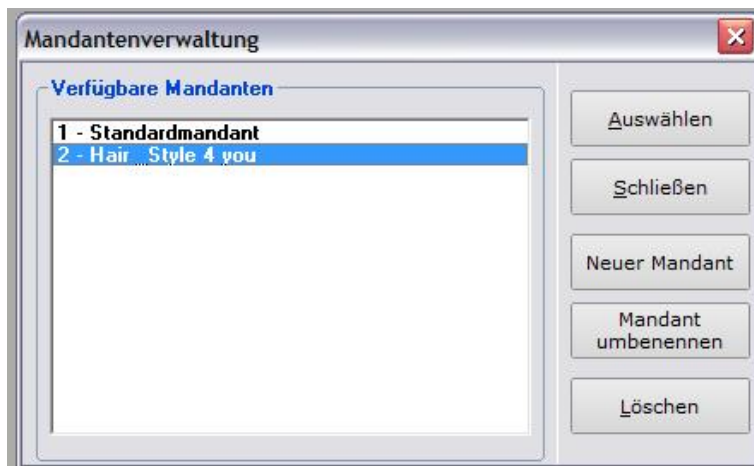 Mandantenverwaltung
Verfügbare Mandanten
1 - Standardmandant
2 - Hair Style 4 you
Auswählen
Schließen
Neuer Mandant
Mandant
umbenennen
Löschen